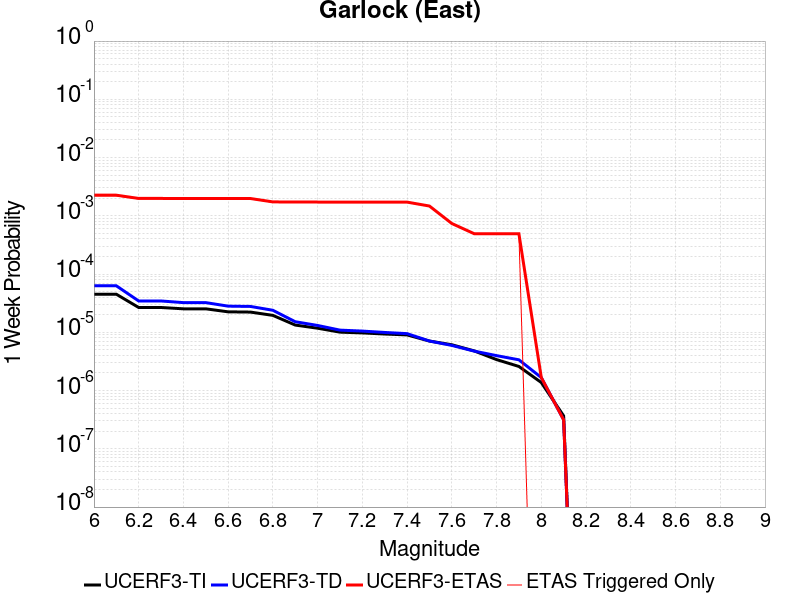 Garlock (East)
10^0
10^-1
10^-2
10^-3
10^-4
10^-5
10^-6
10^-7
10^-8
1 Week Probability
6 6.2 6.4 6.6 6.8 7 7.2 7.4 7.6 7.8 8 8.2 8.4 8.6 8.8 9
Magnitude
UCERF3-TI UCERF3-TD UCERF3-ETAS ETAS Triggered Only